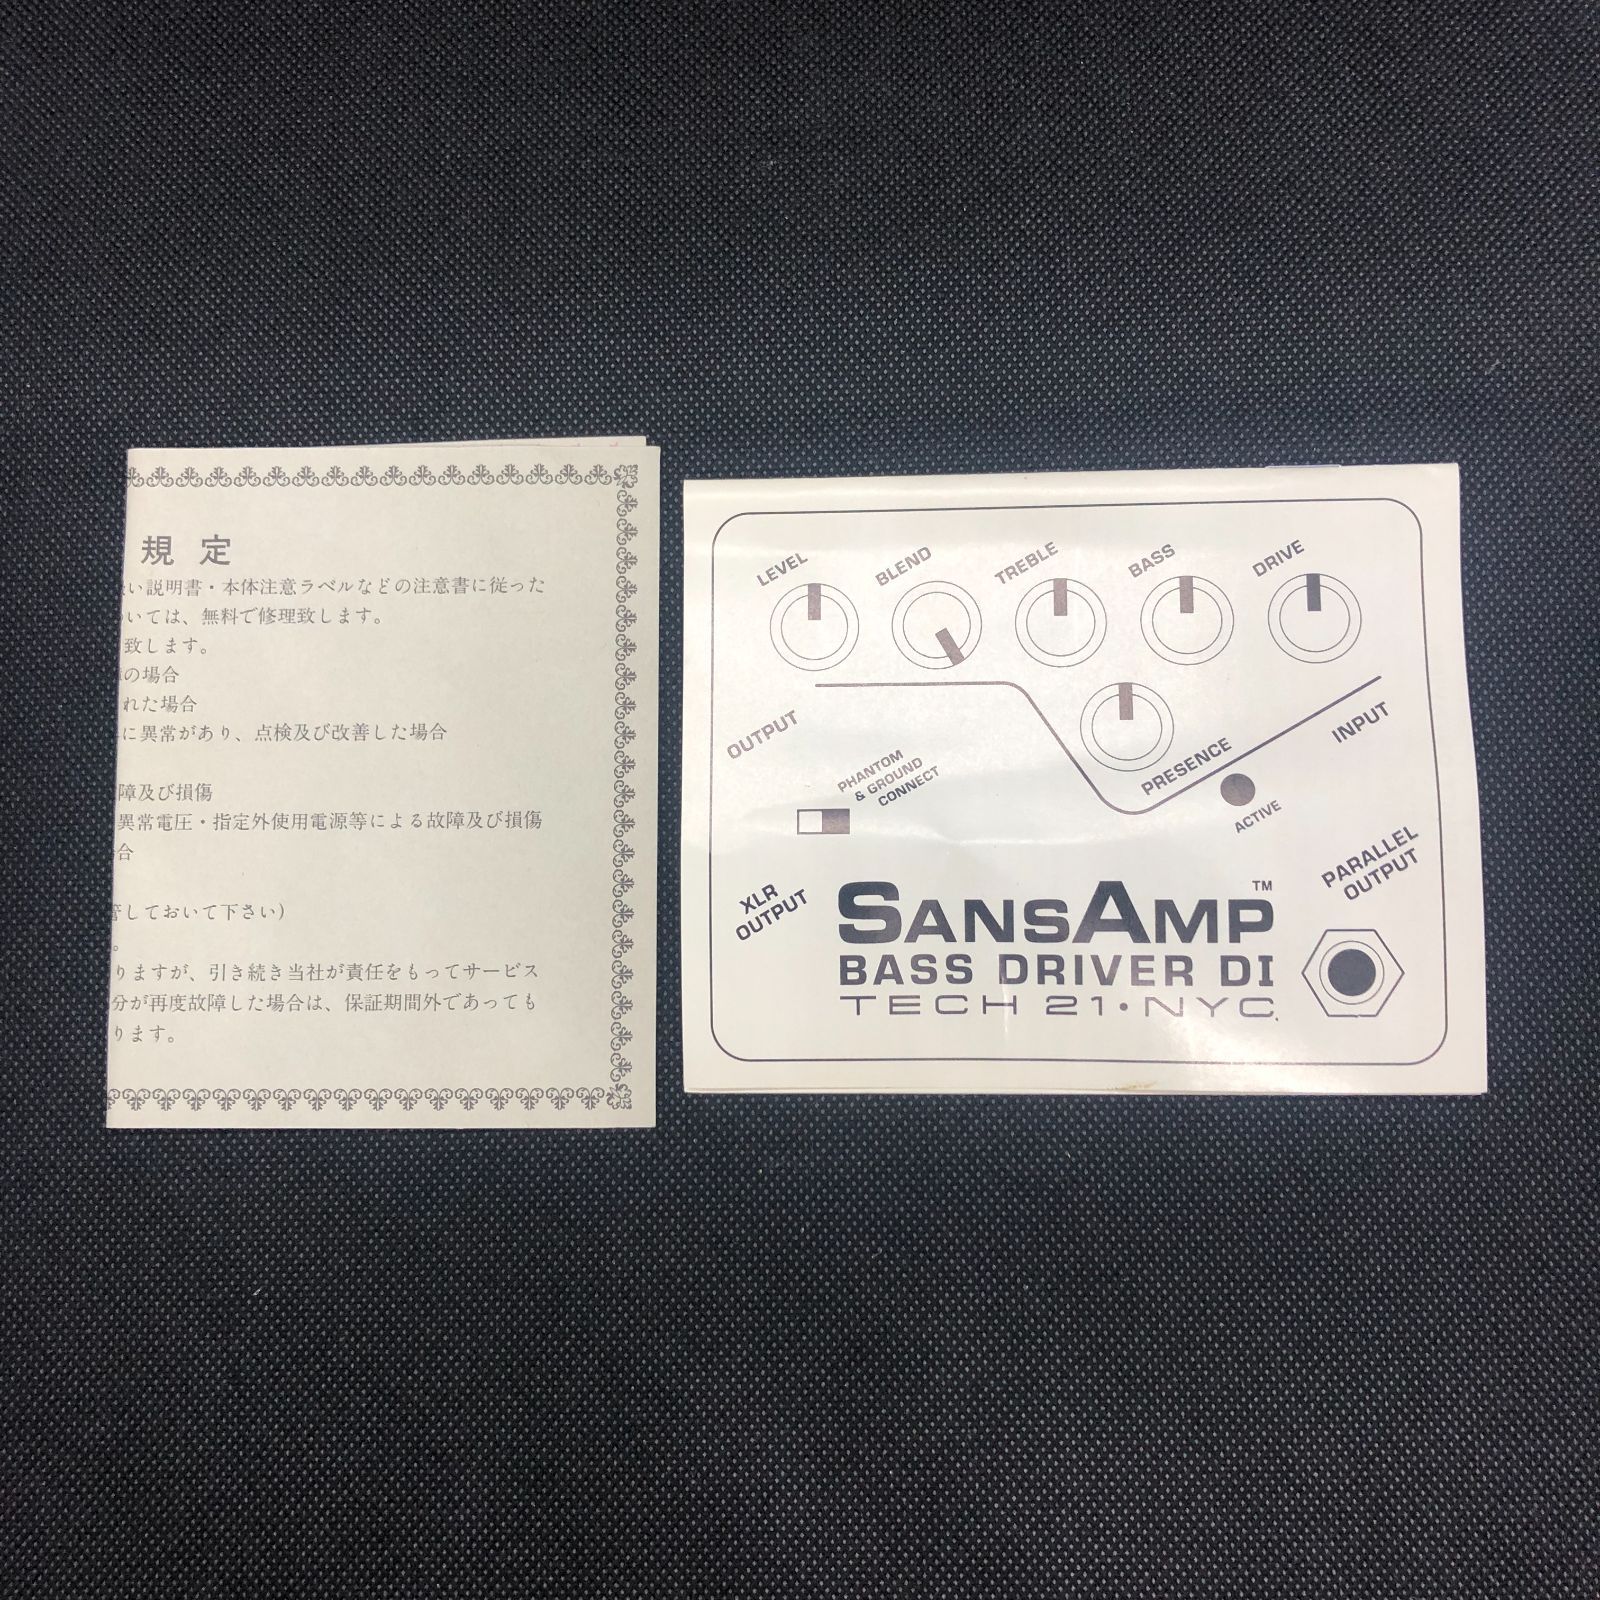 規定
い説明書・本体注意ラベルなどの注意書に従った
いては、無料で修理致します。
致します。
の場合
れた場合
に異常があり、点検及び改善した場合
障及び損傷
異常電圧・指定外使用電源等による故障及び損傷
合
管しておいて下さい）
。
りますが、引き続き当社が責任をもってサービス
分が再度故障した場合は、保証期間外であっても
ります。
LEVEL
BLEND
TREBLE
BASS
DRIVE
OUTPUT
PHANTOM
& GROUND
CONNECT
PRESENCE
INPUT
ACTIVE
XLR
OUTPUT
PARALLEL
OUTPUT
SANSAMP™
BASS DRIVER DI
TECH 21•NYC.